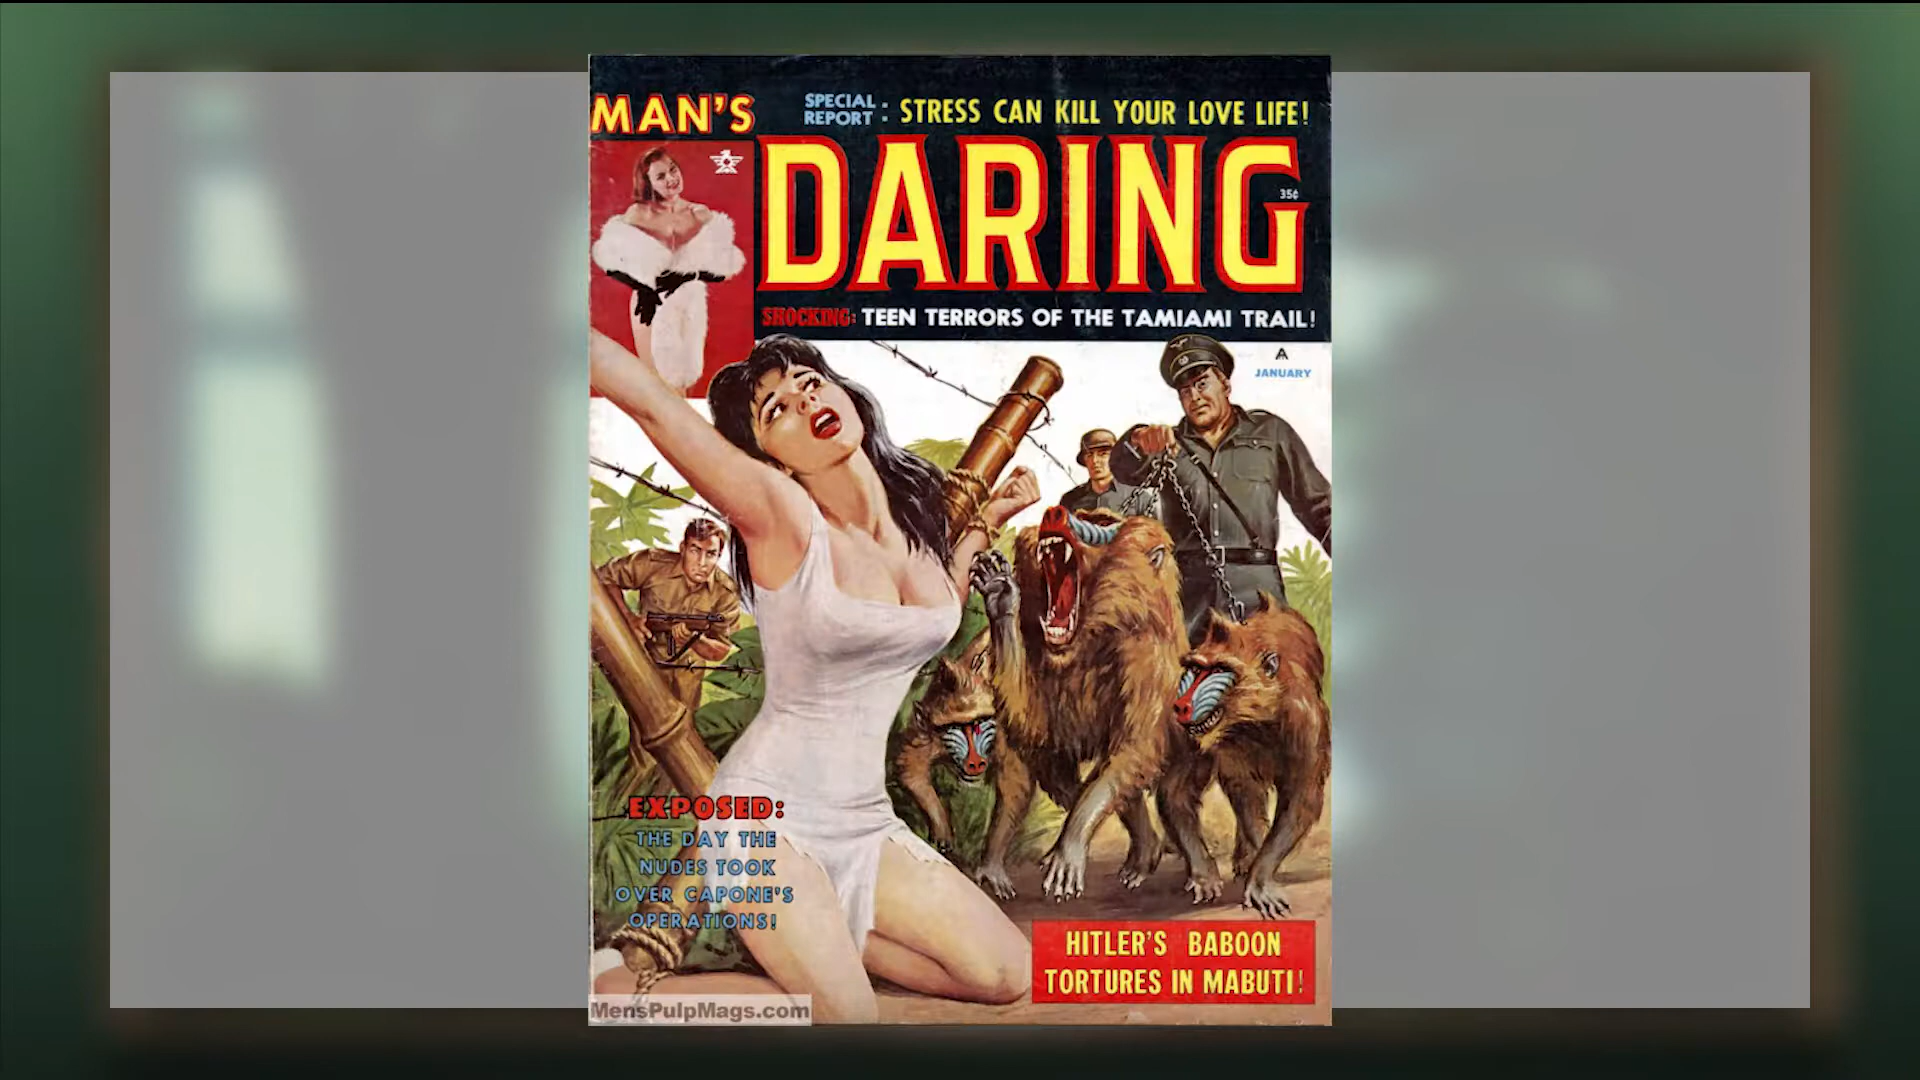 MAN'S
SPECIAL REPORT : STRESS CAN KILL YOUR LOVE LIFE!
DARING
35¢
SHOCKING: TEEN TERRORS OF THE TAMIAMI TRAIL!
A
JANUARY
EXPOSED:
THE DAY THE
NUDES TOOK
OVER CAPONE'S
OPERATIONS!
HITLER'S BABOON
TORTURES IN MABUTI!
MensPulpMags.com